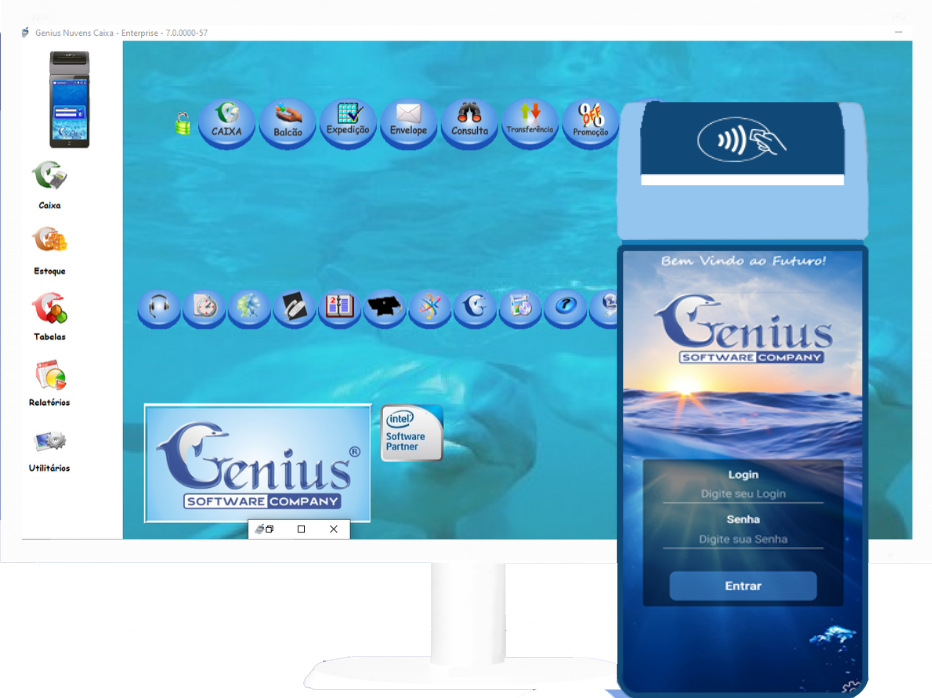 Genius Nuvens Caixa - Enterprise - 7.0.0000-57
CAIXA
Balcão
Expedição
Envelope
Consulta
Transferência
OFF
Promoção
Caixa
Estoque
Tabelas
Relatórios
Utilitários
2
?
Genius®
SOFTWARE COMPANY
intel
Software
Partner
Bem Vindo ao Futuro!
Genius
SOFTWARE COMPANY
Login
Digite seu Login
Senha
Digite sua Senha
Entrar